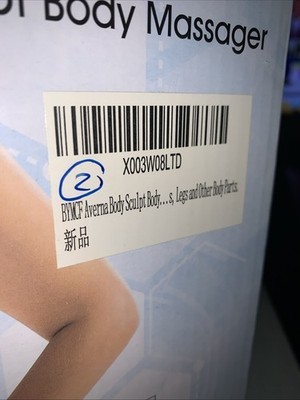 Body Massager
X003W08LTD
2
BYMCF Averna Body Sculpt Body...s, Legs and Other Body Parts.
新品